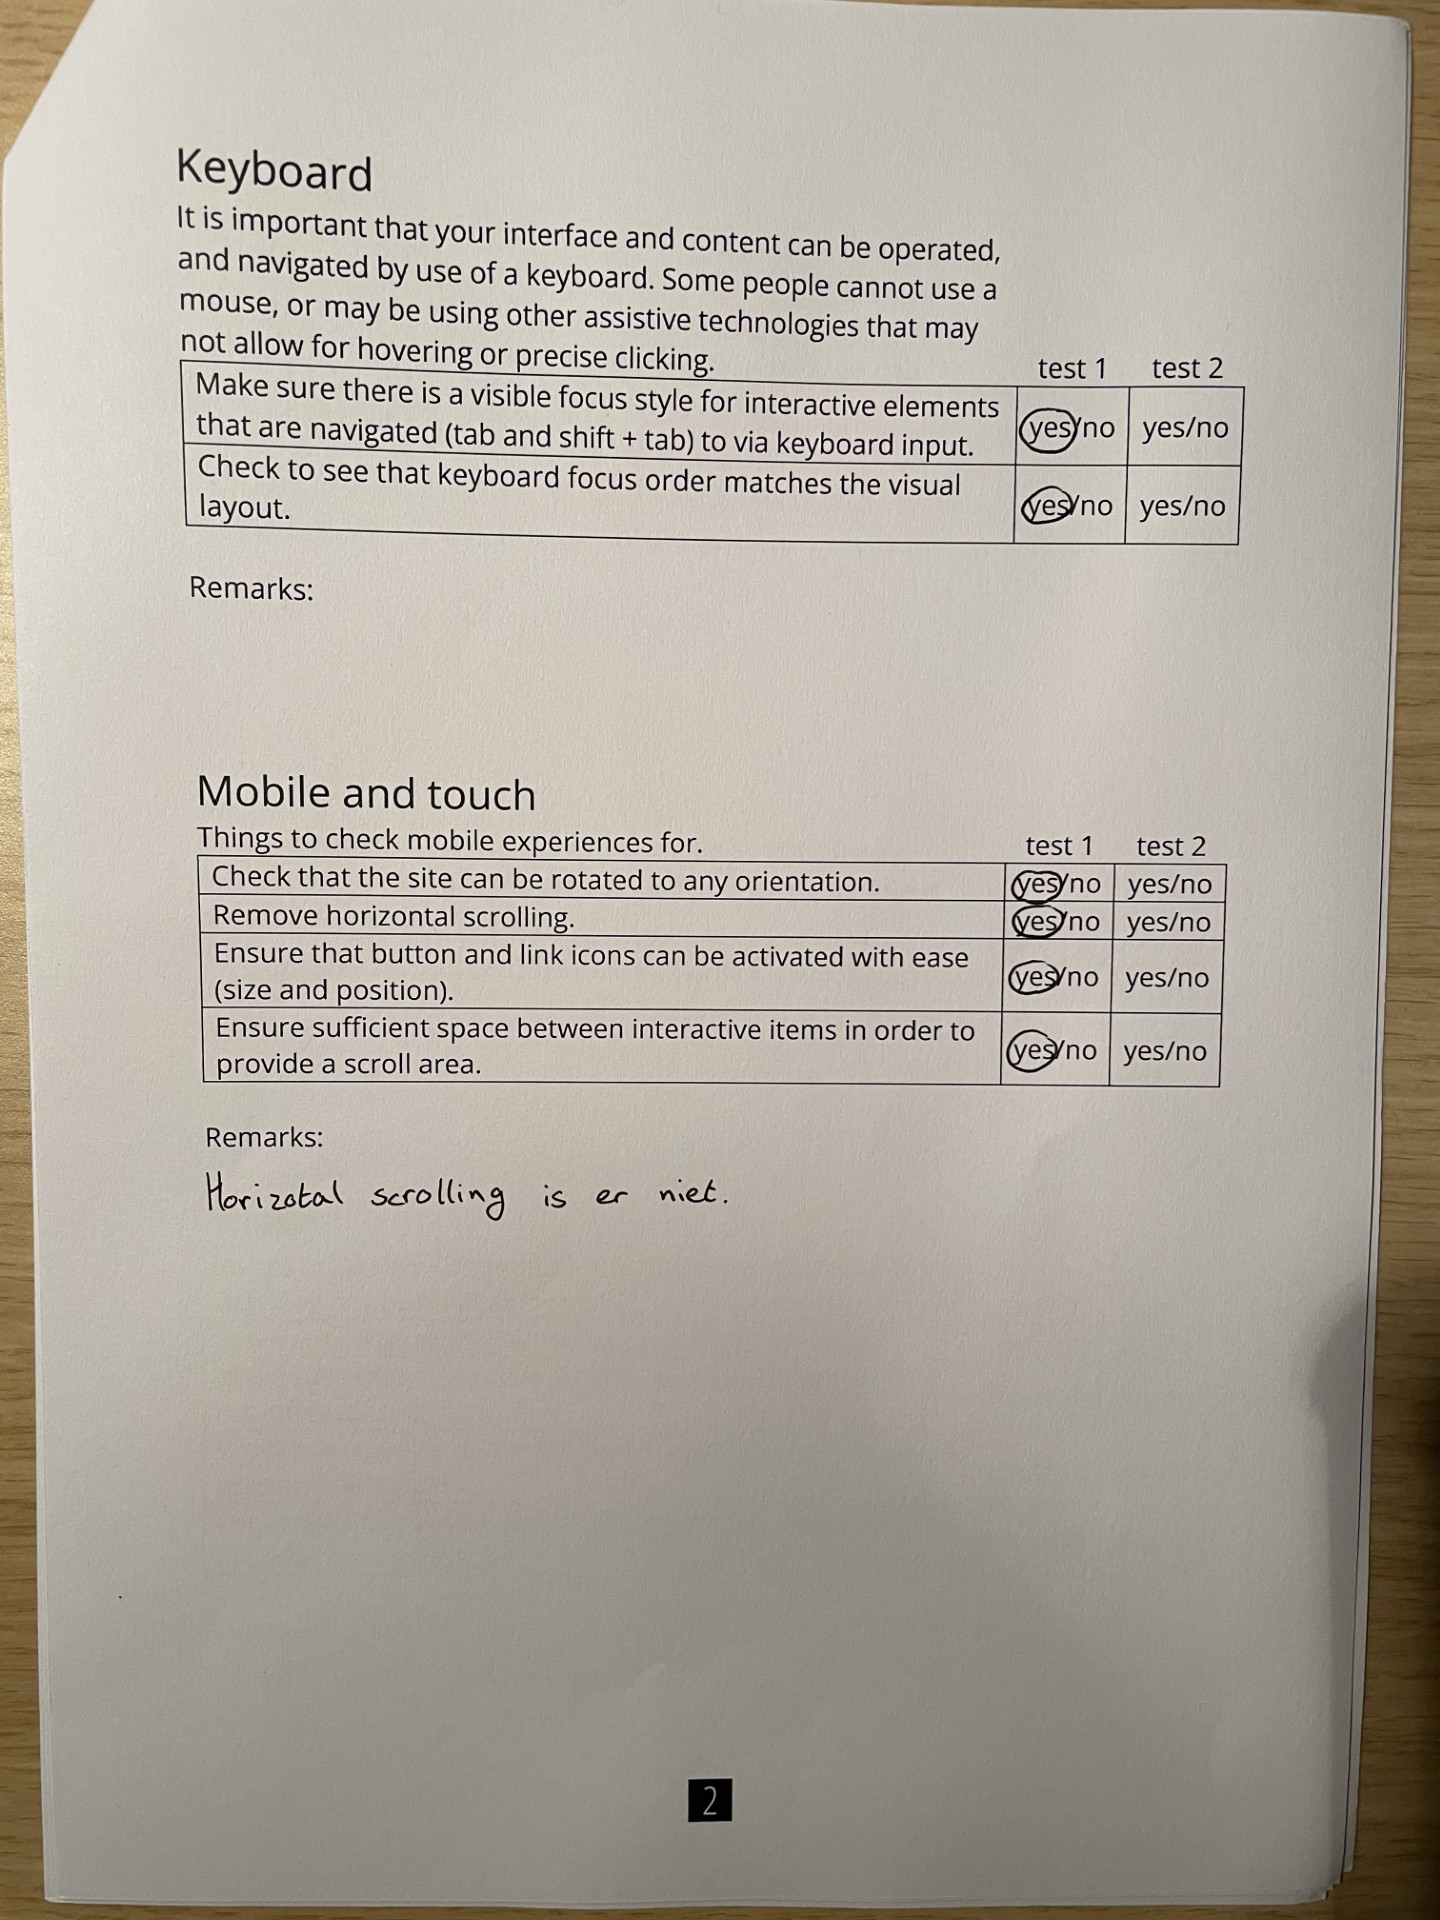 Keyboard
It is important that your interface and content can be operated,
and navigated by use of a keyboard. Some people cannot use a
mouse, or may be using other assistive technologies that may
not allow for hovering or precise clicking.
test 1 test 2
Make sure there is a visible focus style for interactive elements
that are navigated (tab and shift + tab) to via keyboard input.
yes/no yes/no
Check to see that keyboard focus order matches the visual
layout.
yes/no yes/no
Remarks:
Mobile and touch
Things to check mobile experiences for.
test 1 test 2
Check that the site can be rotated to any orientation. yes/no yes/no
Remove horizontal scrolling. yes/no yes/no
Ensure that button and link icons can be activated with ease
(size and position).
yes/no yes/no
Ensure sufficient space between interactive items in order to
provide a scroll area.
yes/no yes/no
Remarks:
Horizotal scrolling is er niet.
2